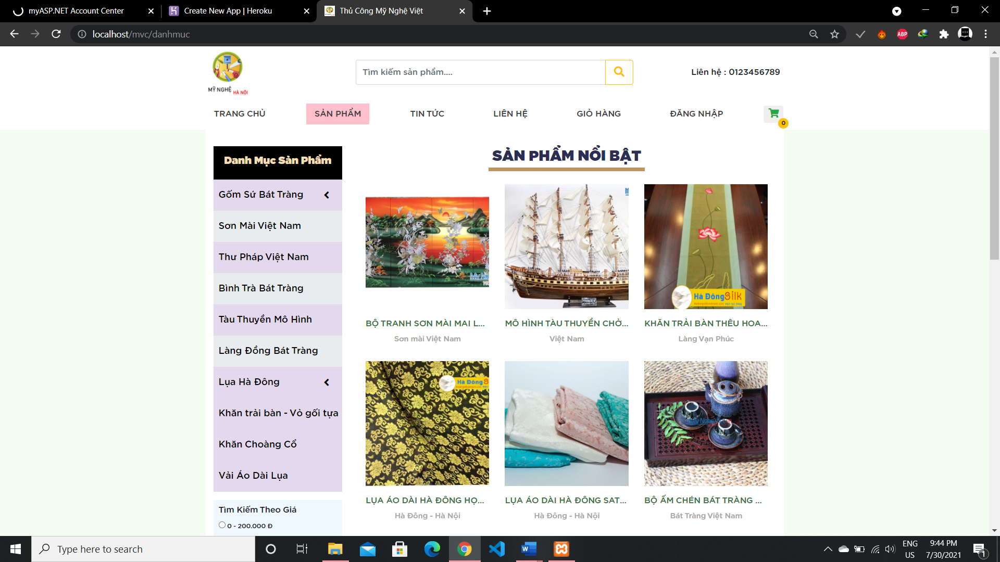 myASP.NET Account Center
Create New App | Heroku
Thủ Công Mỹ Nghệ Việt
localhost/mvc/danhmuc
ABP
MỸ NGHỆ HÀ NỘI
Tìm kiếm sản phẩm....
Liên hệ : 0123456789
TRANG CHỦ
SẢN PHẨM
TIN TỨC
LIÊN HỆ
GIỎ HÀNG
ĐĂNG NHẬP
0
Danh Mục Sản Phẩm
Gốm Sứ Bát Tràng
Sơn Mài Việt Nam
Thư Pháp Việt Nam
Bình Trà Bát Tràng
Tàu Thuyền Mô Hình
Làng Đồng Bát Tràng
Lụa Hà Đông
Khăn trải bàn - Vỏ gối tựa
Khăn Choàng Cổ
Vải Áo Dài Lụa
Tìm Kiếm Theo Giá
0 - 200.000 Đ
SẢN PHẨM NỔI BẬT
Hà Đông Silk
BỘ TRANH SƠN MÀI MAI L...
MÔ HÌNH TÀU THUYỀN CHỞ...
KHĂN TRẢI BÀN THÊU HOA...
Sơn mài Việt Nam
Việt Nam
Làng Vạn Phúc
Hà Đông S
LỤA ÁO DÀI HÀ ĐÔNG HỌ...
LỤA ÁO DÀI HÀ ĐÔNG SAT...
BỘ ẤM CHÉN BÁT TRÀNG ...
Hà Đông - Hà Nội
Hà Đông - Hà Nội
Bát Tràng Việt Nam
Type here to search
ENG
US
9:44 PM
7/30/2021
1